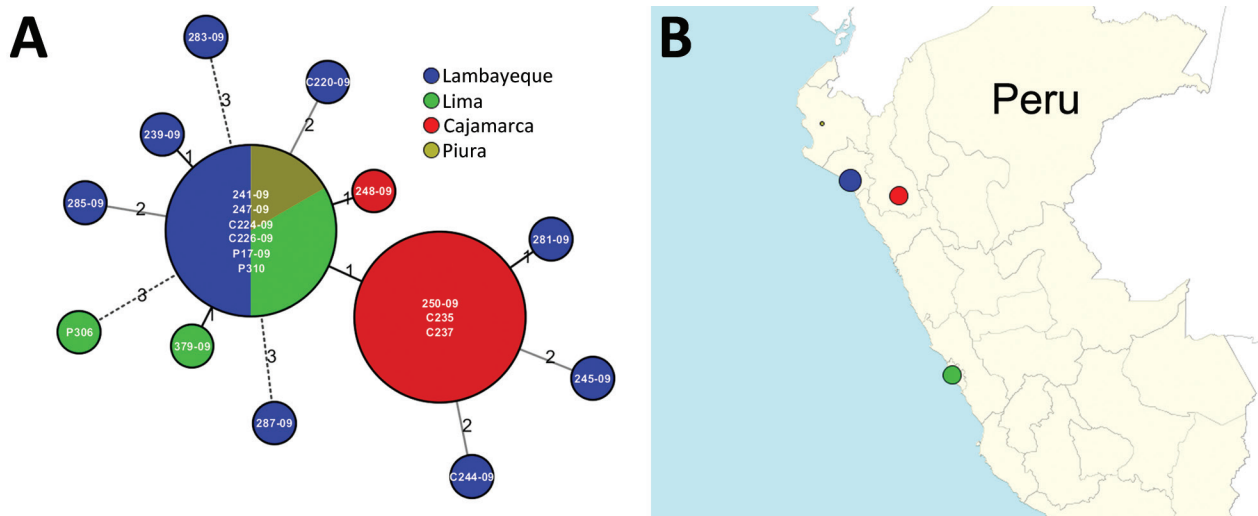 A
283-09
3
C220-09
2
239-09
1
285-09
2
241-09
247-09
C224-09
C226-09
P17-09
P310
248-09
1
3
P306
379-09
1
3
287-09
1
250-09
C235
C237
281-09
1
245-09
2
2
C244-09
Lambayeque
Lima
Cajamarca
Piura
B
Peru